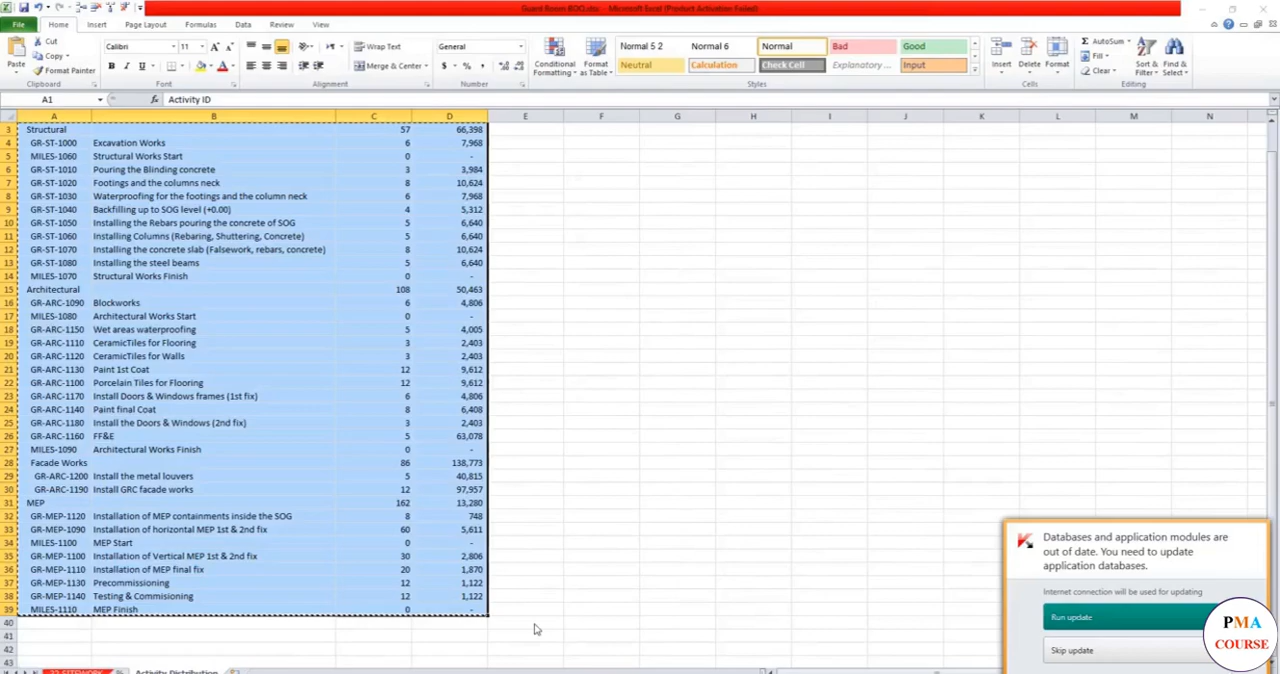 Guard Room BOQ.xlsx - Microsoft Excel (Product Activation Failed)
File Home Insert Page Layout Formulas Data Review View
Cut
Copy
Format Painter
Paste
Clipboard
Calibri 11
B I U
Font
Wrap Text
Merge & Center
Alignment
General
$ % ,
Number
Conditional Formatting
Format as Table
Normal 5 2 Normal 6 Normal Bad Good
Neutral Calculation Check Cell Explanatory ... Input
Styles
Insert Delete Format
Cells
AutoSum
Fill
Clear
Sort & Filter
Find & Select
Editing
A1 fx Activity ID
A B C D E F G H I J K L M N
3 Structural 57 66,398
4 GR-ST-1000 Excavation Works 6 7,968
5 MILES-1060 Structural Works Start 0 -
6 GR-ST-1010 Pouring the Blinding concrete 3 3,984
7 GR-ST-1020 Footings and the columns neck 8 10,624
8 GR-ST-1030 Waterproofing for the footings and the column neck 6 7,968
9 GR-ST-1040 Backfilling up to SOG level (+0.00) 4 5,312
10 GR-ST-1050 Installing the Rebars pouring the concrete of SOG 5 6,640
11 GR-ST-1060 Installing Columns (Rebaring, Shuttering, Concrete) 5 6,640
12 GR-ST-1070 Installing the concrete slab (Falsework, rebars, concrete) 8 10,624
13 GR-ST-1080 Installing the steel beams 5 6,640
14 MILES-1070 Structural Works Finish 0 -
15 Architectural 108 50,463
16 GR-ARC-1090 Blockworks 6 4,806
17 MILES-1080 Architectural Works Start 0 -
18 GR-ARC-1150 Wet areas waterproofing 5 4,005
19 GR-ARC-1110 CeramicTiles for Flooring 3 2,403
20 GR-ARC-1120 CeramicTiles for Walls 3 2,403
21 GR-ARC-1130 Paint 1st Coat 12 9,612
22 GR-ARC-1100 Porcelain Tiles for Flooring 12 9,612
23 GR-ARC-1170 Install Doors & Windows frames (1st fix) 6 4,806
24 GR-ARC-1140 Paint final Coat 8 6,408
25 GR-ARC-1180 Install the Doors & Windows (2nd fix) 3 2,403
26 GR-ARC-1160 FF&E 5 63,078
27 MILES-1090 Architectural Works Finish 0 -
28 Facade Works 86 138,773
29 GR-ARC-1200 Install the metal louvers 5 40,815
30 GR-ARC-1190 Install GRC facade works 12 97,957
31 MEP 162 13,280
32 GR-MEP-1120 Installation of MEP containments inside the SOG 8 748
33 GR-MEP-1090 Installation of horizontal MEP 1st & 2nd fix 60 5,611
34 MILES-1100 MEP Start 0 -
35 GR-MEP-1100 Installation of Vertical MEP 1st & 2nd fix 30 2,806
36 GR-MEP-1110 Installation of MEP final fix 20 1,870
37 GR-MEP-1130 Precommissioning 12 1,122
38 GR-MEP-1140 Testing & Commisioning 12 1,122
39 MILES-1110 MEP Finish 0 -
40
41
42
43
Activity Distribution
Databases and application modules are
out of date. You need to update
application databases.
Internet connection will be used for updating
Run update
Skip update
PMA
COURSE